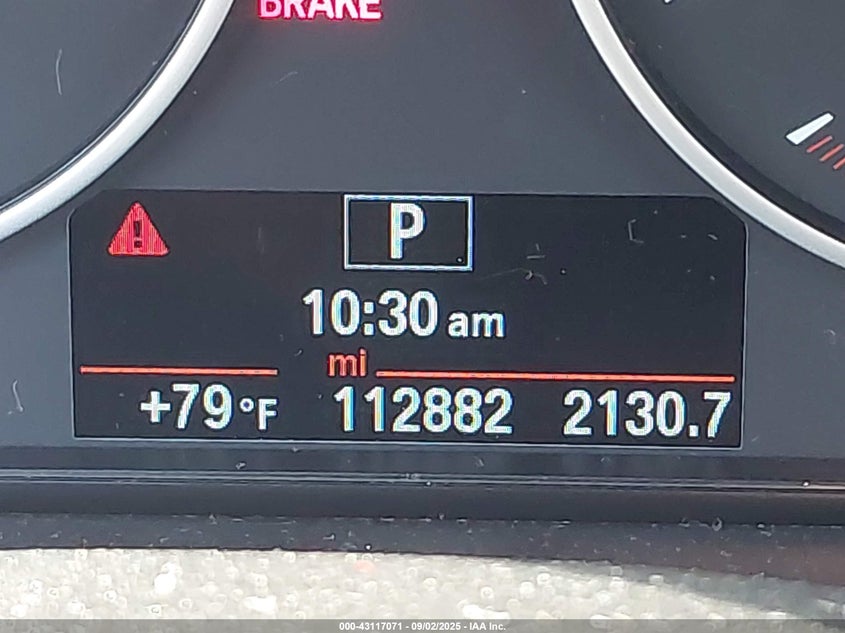 BRAKE
P
10:30 am
mi
+79°F 112882 2130.7
000-43117071 - 09/02/2025 - IAA Inc.